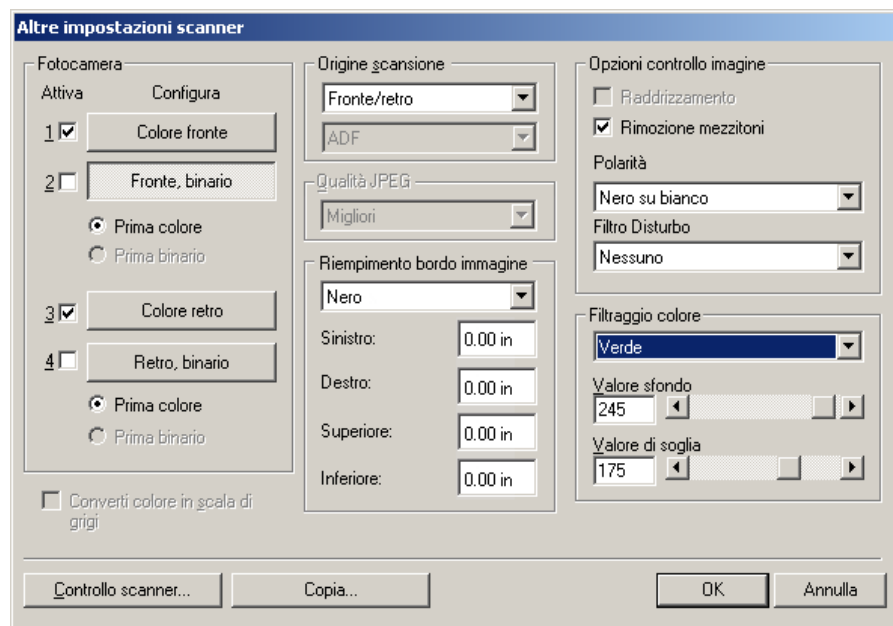 Altre impostazioni scanner
Fotocamera
Attiva Configura
1 Colore fronte
2 Fronte, binario
Prima colore
Prima binario
3 Colore retro
4 Retro, binario
Prima colore
Prima binario
Converti colore in scala di
grigi
Origine scansione
Fronte/retro
ADF
Qualità JPEG
Migliori
Riempimento bordo immagine
Nero
Sinistro: 0.00 in
Destro: 0.00 in
Superiore: 0.00 in
Inferiore: 0.00 in
Opzioni controllo imagine
Raddrizzamento
Rimozione mezzitoni
Polarità
Nero su bianco
Filtro Disturbo
Nessuno
Filtraggio colore
Verde
Valore sfondo
245
Valore di soglia
175
Controllo scanner... Copia... OK Annulla